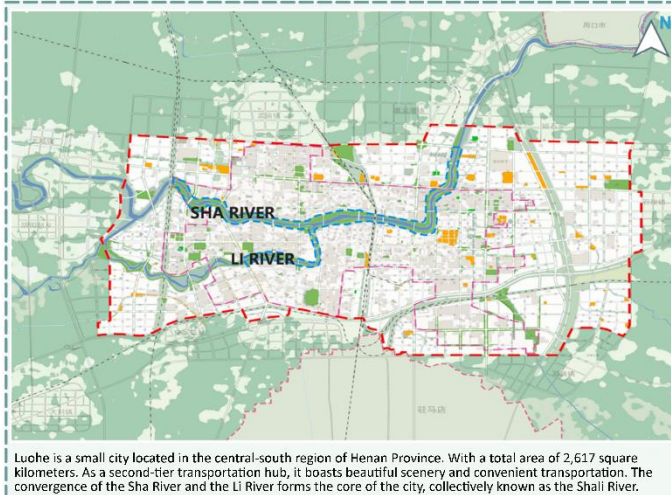 N
SHA RIVER
LI RIVER
驻马店
Luohe is a small city located in the central-south region of Henan Province. With a total area of 2,617 square
kilometers. As a second-tier transportation hub, it boasts beautiful scenery and convenient transportation. The
convergence of the Sha River and the Li River forms the core of the city, collectively known as the Shali River.